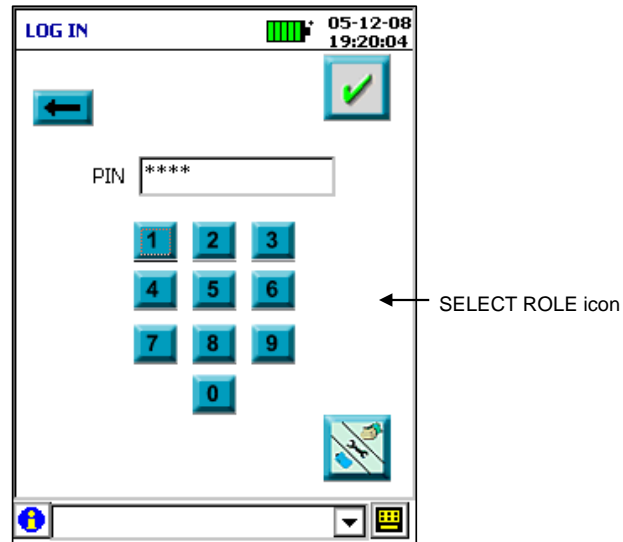 LOG IN
05-12-08
19:20:04
PIN ****
1 2 3
4 5 6
SELECT ROLE icon
7 8 9
0